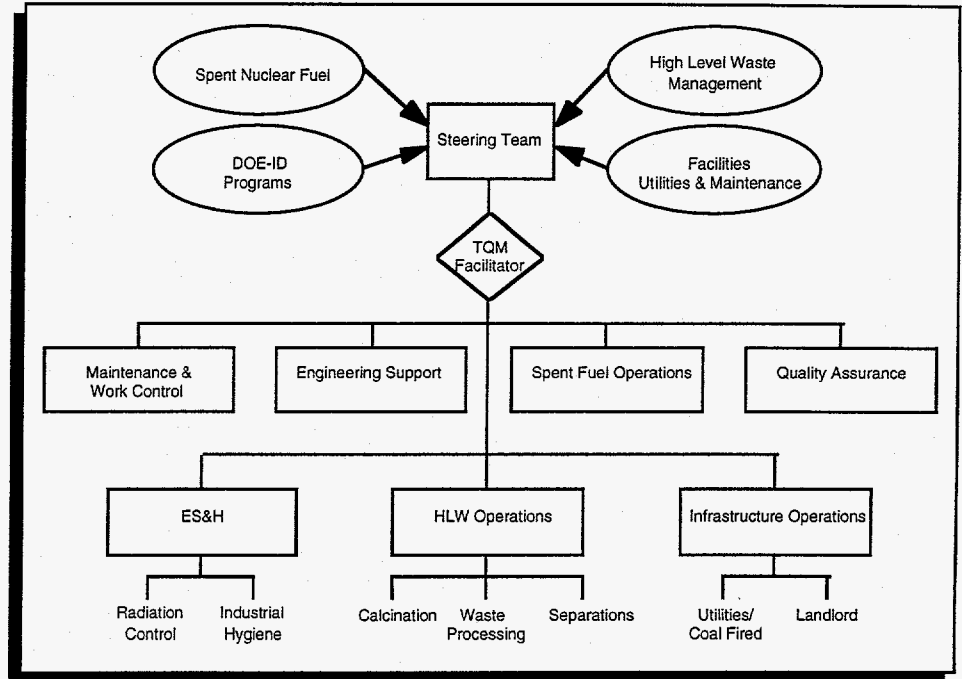 Spent Nuclear Fuel
High Level Waste
Management
Steering Team
DOE-ID
Programs
Facilities
Utilities & Maintenance
TQM
Facilitator
Maintenance &
Work Control
Engineering Support
Spent Fuel Operations
Quality Assurance
ES&H
HLW Operations
Infrastructure Operations
Radiation
Control
Industrial
Hygiene
Calcination
Waste
Processing
Separations
Utilities/
Coal Fired
Landlord